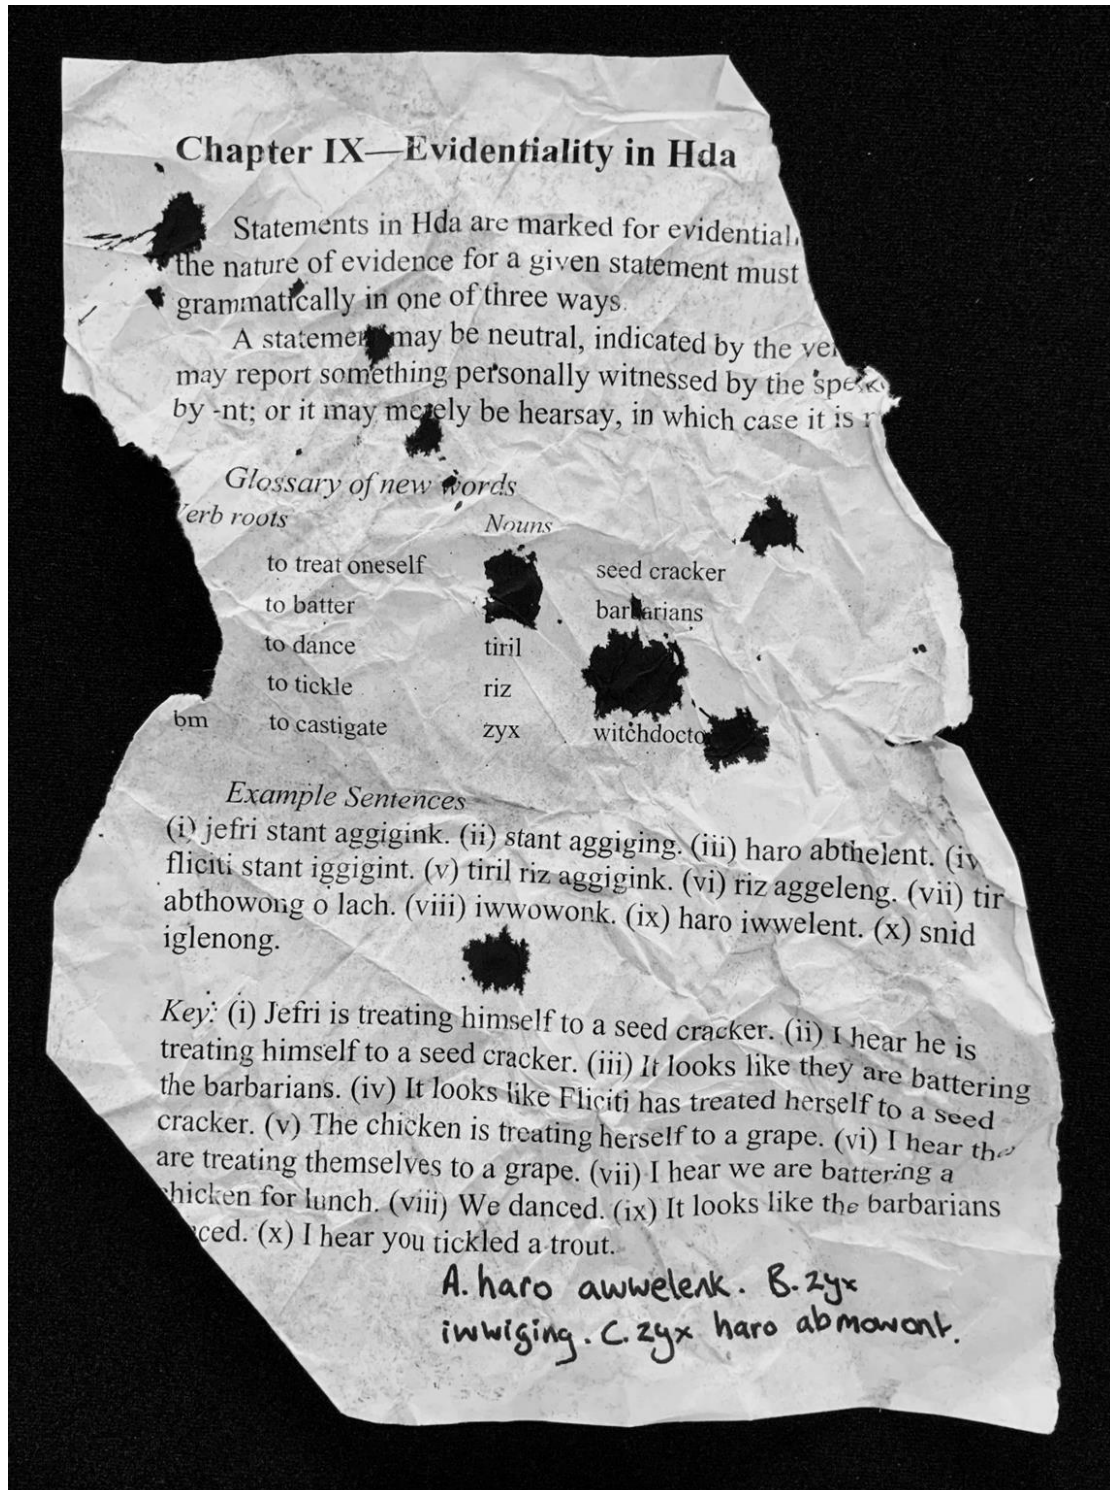 Chapter IX—Evidentiality in Hda
Statements in Hda are marked for
the nature of evidence for a given statement must
grammatically in one of three ways.
A may be neutral, indicated by the
may report something personally witnessed by the
by -nt; or it may merely be hearsay, in which case it is
Glossary of new words
roots Nouns
to treat oneself seed cracker
to batter barbarians
to dance tiril
to tickle riz
bm to castigate zyx
Example Sentences
(i) jefri stant aggigink. (ii) stant aggiging. (iii) haro abthelent. (iv
fliciti stant iggigint. (v) tiril riz aggigink. (vi) riz aggeleng. (vii) tir
abthowong o lach. (viii) iwwowonk. (ix) haro iwwelent. (x) snid
iglenong.
Key: (i) Jefri is treating himself to a seed cracker. (ii) I hear he is
treating himself to a seed cracker. (iii) It looks like they are battering
the barbarians. (iv) It looks like Fliciti has treated herself to a seed
cracker. (v) The chicken is treating herself to a grape. (vi) I hear
are treating themselves to a grape. (vii) I hear we are battering a
chicken for lunch. (viii) We danced. (ix) It looks like the barbarians
(x) I hear you tickled a trout.
A. haro awwelenk. B. zyx
iwwiging. C. zyx haro abmowont.